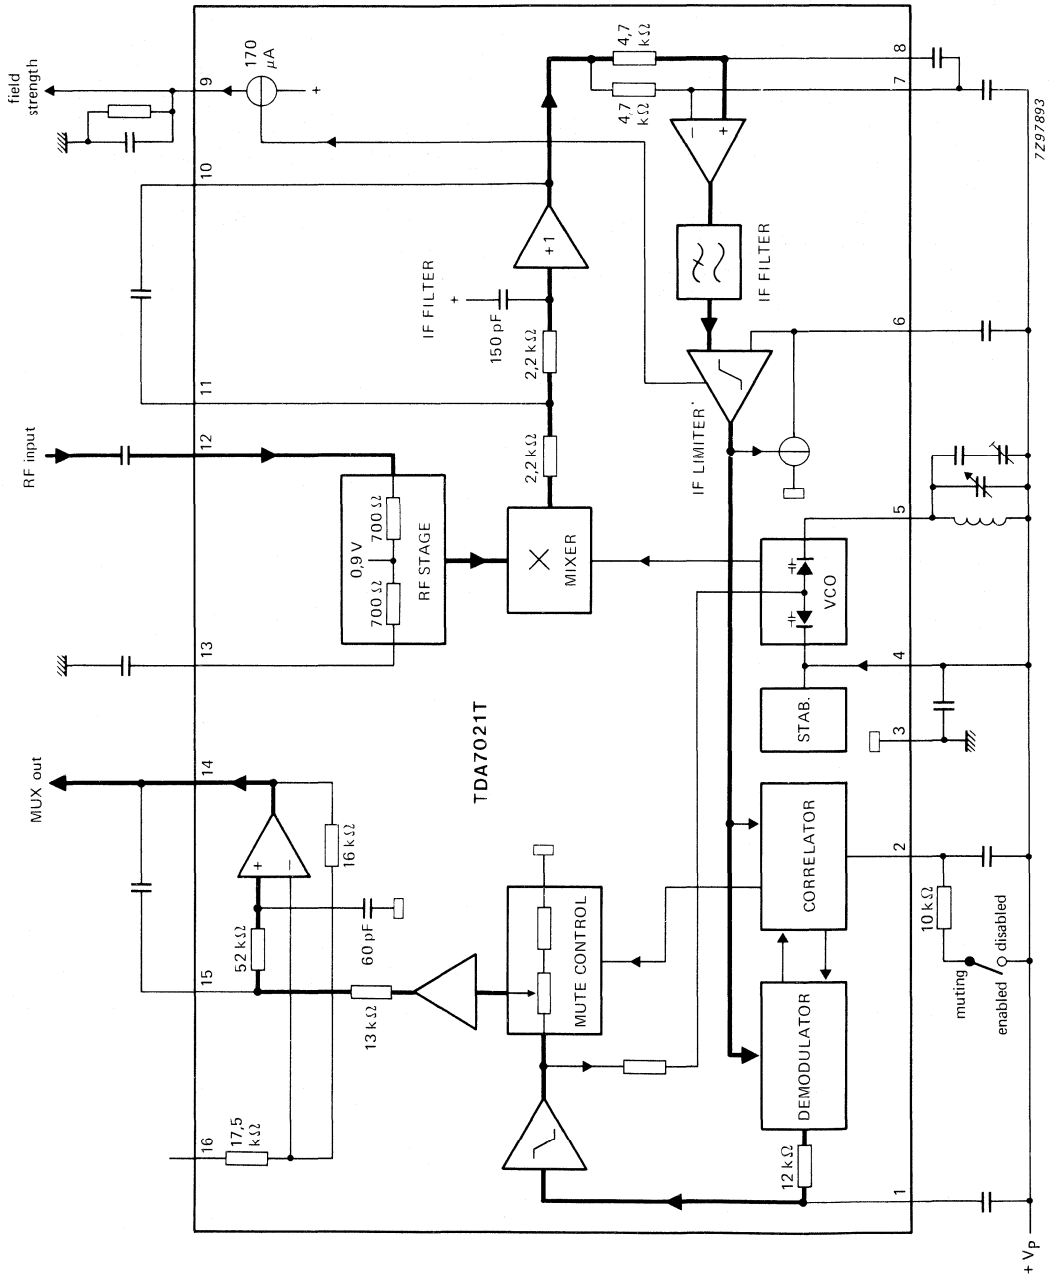 field
strength
9
170
μA
+
4,7
kΩ
8
4,7
kΩ
7
7Z97893
10
+1
−
+
IF FILTER
+
150 pF
IF FILTER
11
2,2 kΩ
6
RF input
12
2,2 kΩ
IF LIMITER
700 Ω
0,9 V
700 Ω
RF STAGE
MIXER
5
VCO
13
4
TDA7021T
STAB.
3
MUX out
14
+
−
16 kΩ
52 kΩ
60 pF
CORRELATOR
2
10 kΩ
disabled
muting
enabled
15
13 kΩ
MUTE CONTROL
DEMODULATOR
16
17,5
kΩ
12 kΩ
1
+ VP